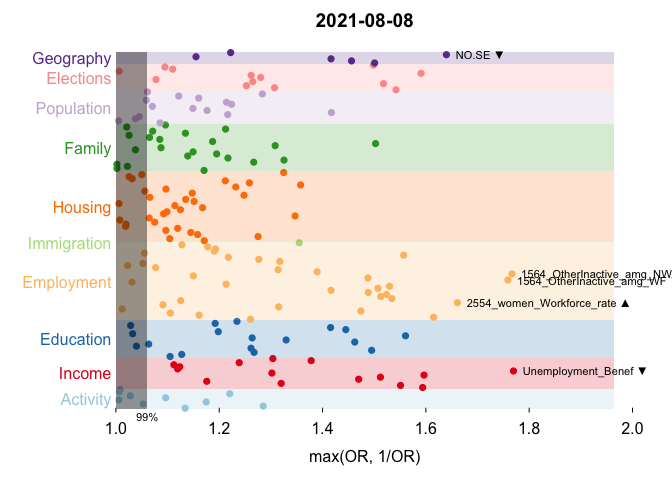 2021-08-08
Geography
NO.SE ▼
Elections
Population
Family
Housing
Immigration
Employment
1564_OtherInactive_amg_NW
1564_OtherInactive_amg_WF
2554_women_Workforce_rate ▲
Education
Income
Unemployment_Benef ▼
Activity
99%
1.0 1.2 1.4 1.6 1.8 2.0
max(OR, 1/OR)